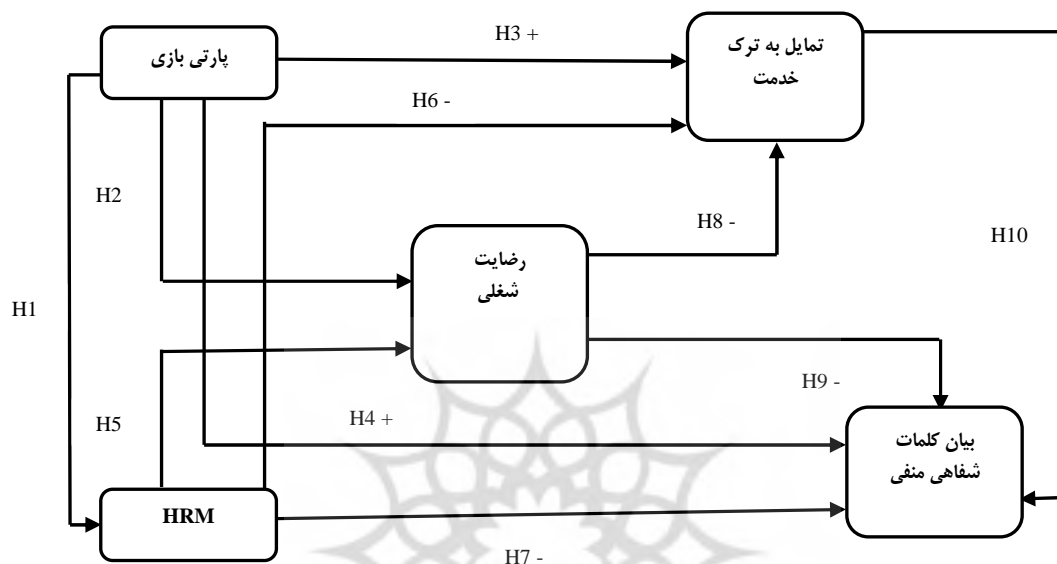 H3 +
تمایل به ترک
خدمت
پارتی بازی
H6 -
H2
H8 -
رضایت
شغلی
H10
H1
H9 -
H5
H4 +
بیان کلمات
شفاهی منفی
HRM
H7 -